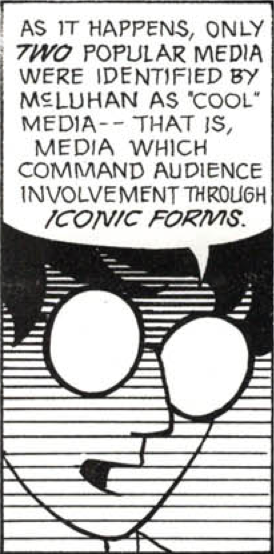 AS IT HAPPENS, ONLY
TWO POPULAR MEDIA
WERE IDENTIFIED BY
McLUHAN AS "COOL"
MEDIA-- THAT IS,
MEDIA WHICH
COMMAND AUDIENCE
INVOLVEMENT THROUGH
ICONIC FORMS.